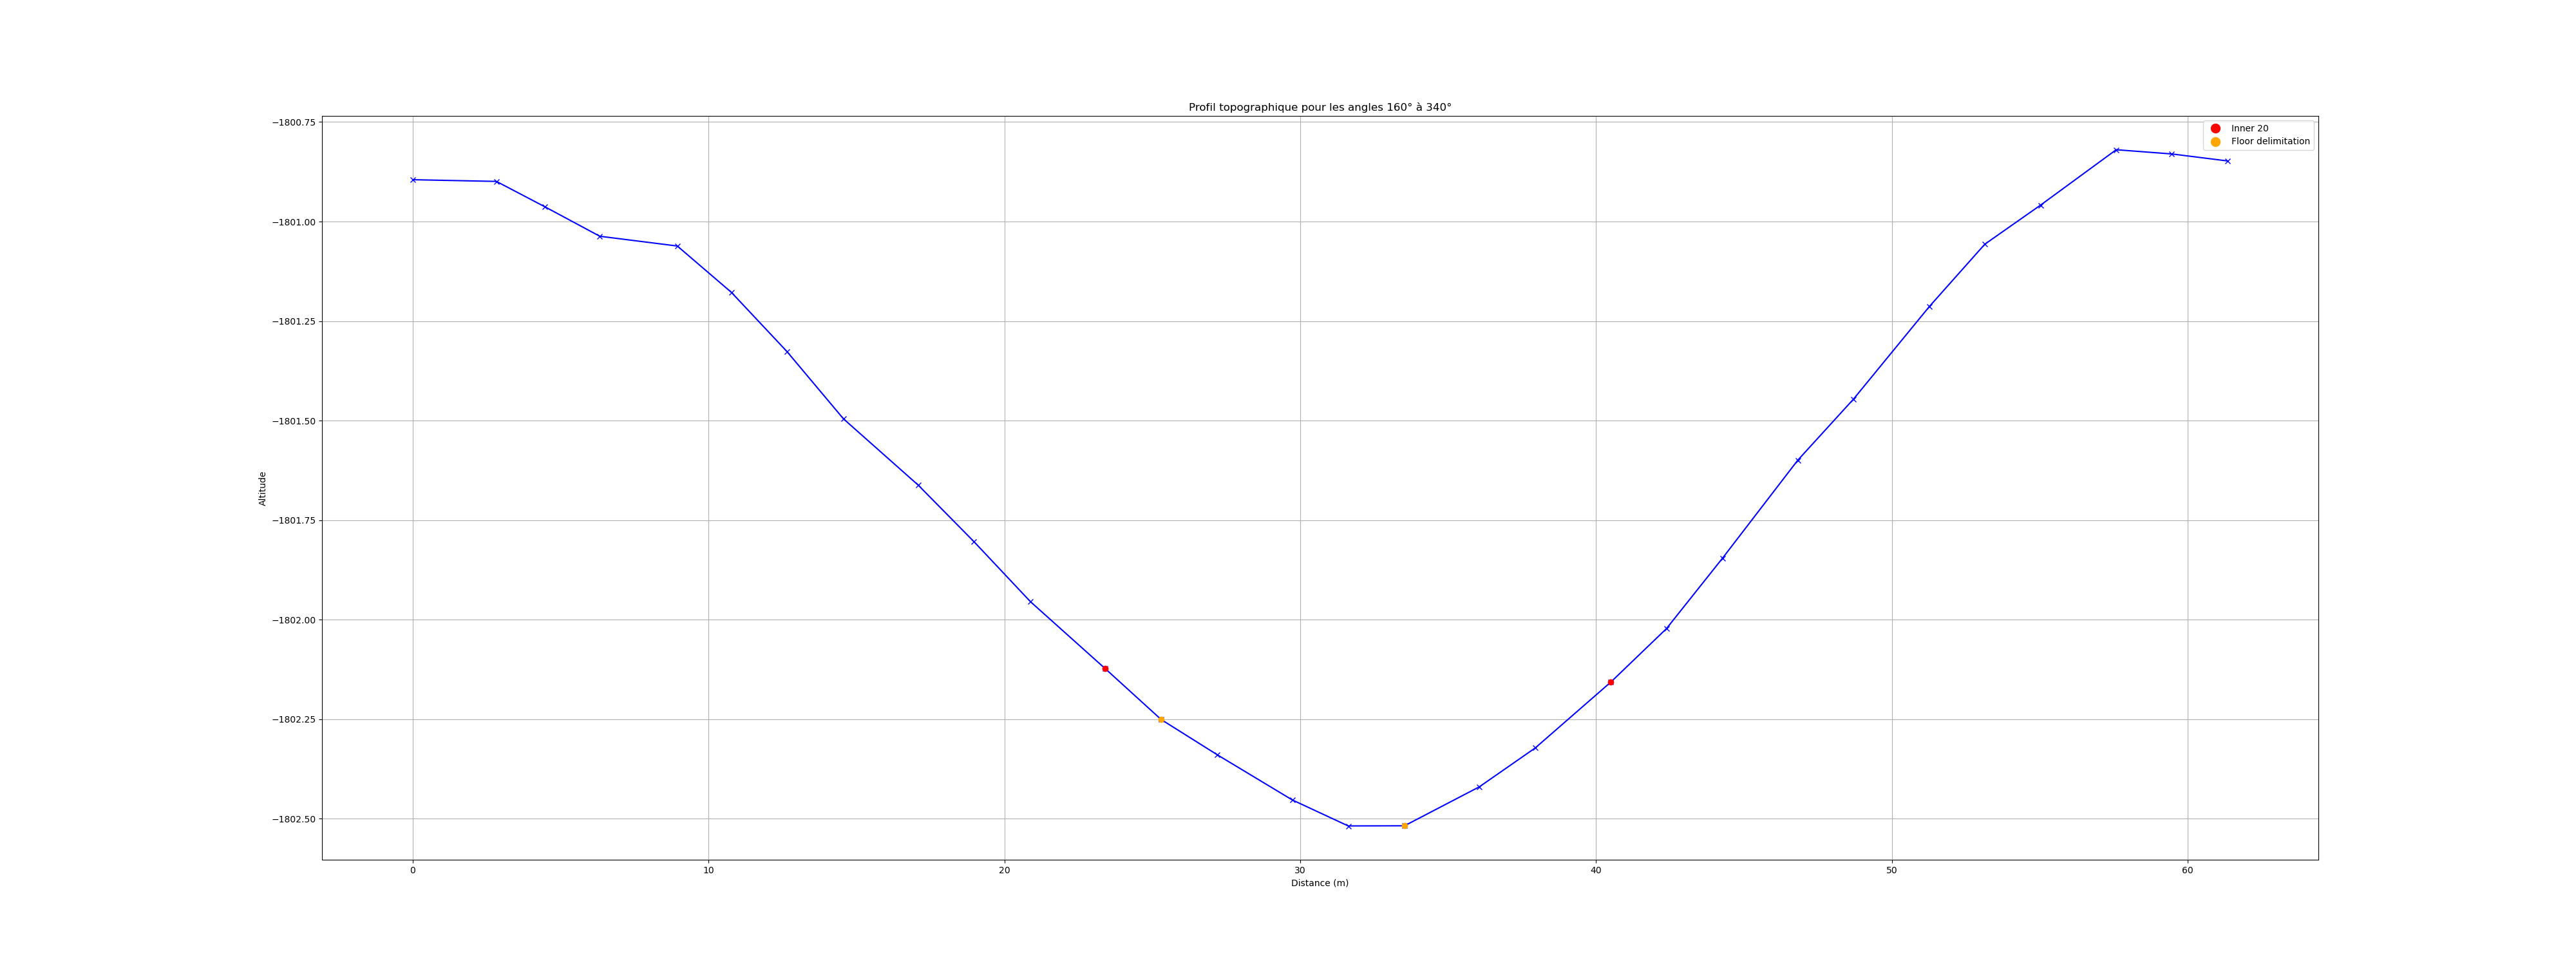 Profil topographique pour les angles 160° à 340°
Inner 20
Floor delimitation
Altitude
−1800.75
−1801.00
−1801.25
−1801.50
−1801.75
−1802.00
−1802.25
−1802.50
0 10 20 30 40 50 60
Distance (m)